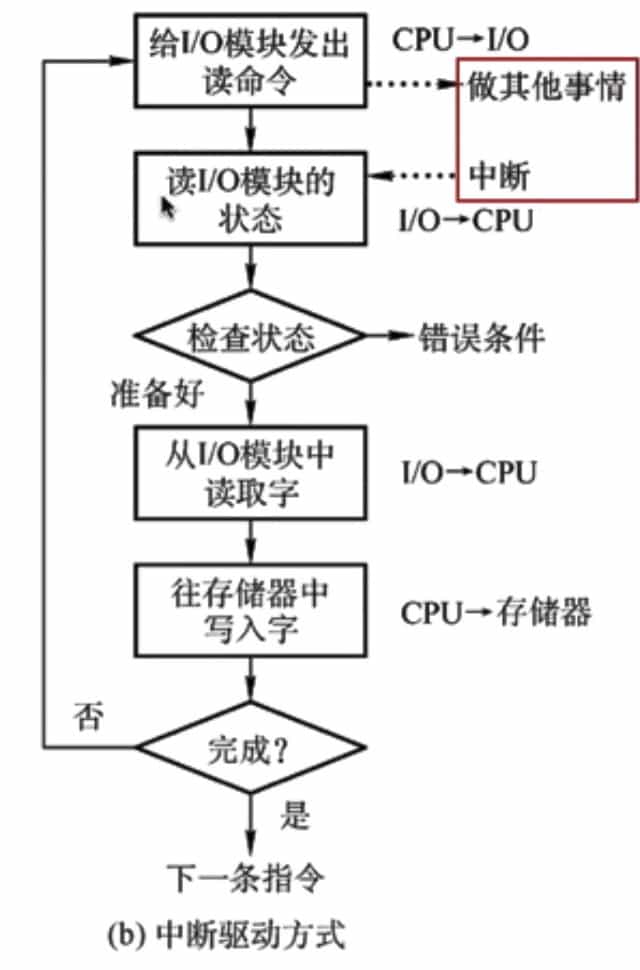 给I/O模块发出
读命令
CPU→I/O
做其他事情
读I/O模块的
状态
中断
I/O→CPU
检查状态
错误条件
准备好
从I/O模块中
读取字
I/O→CPU
往存储器中
写入字
CPU→存储器
否
完成？
是
下一条指令
(b) 中断驱动方式